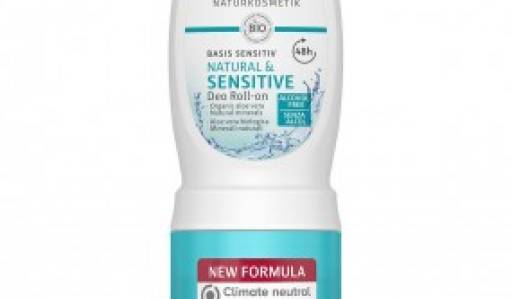 NATURKOSMETIK
BIO
BASIS SENSITIV
48h
NATURAL &
SENSITIVE
Deo Roll-on
Organic aloe vera
Natural minerals
Aloe vera biologica
Minerali naturali
ALCOHOL
FREE
SENZA
ALCOL
NEW FORMULA
Climate neutral